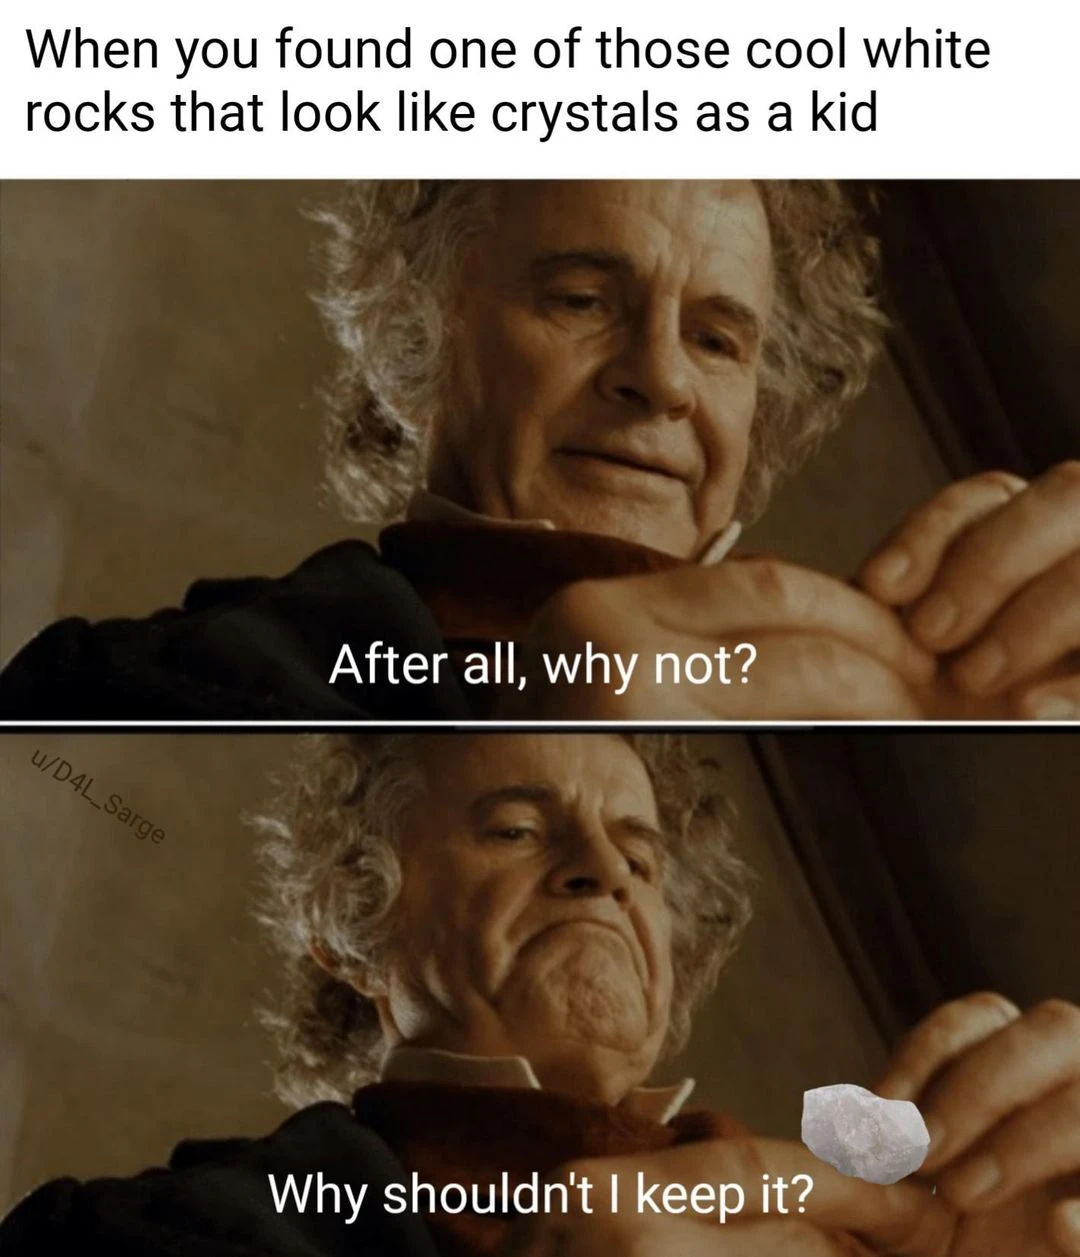 When you found one of those cool white
rocks that look like crystals as a kid
After all, why not?
u/D4L_Sarge
Why shouldn't I keep it?